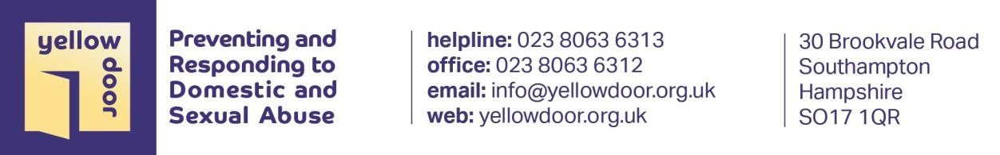 yellow
door
Preventing and
Responding to
Domestic and
Sexual Abuse
helpline: 023 8063 6313
office: 023 8063 6312
email: info@yellowdoor.org.uk
web: yellowdoor.org.uk
30 Brookvale Road
Southampton
Hampshire
SO17 1QR